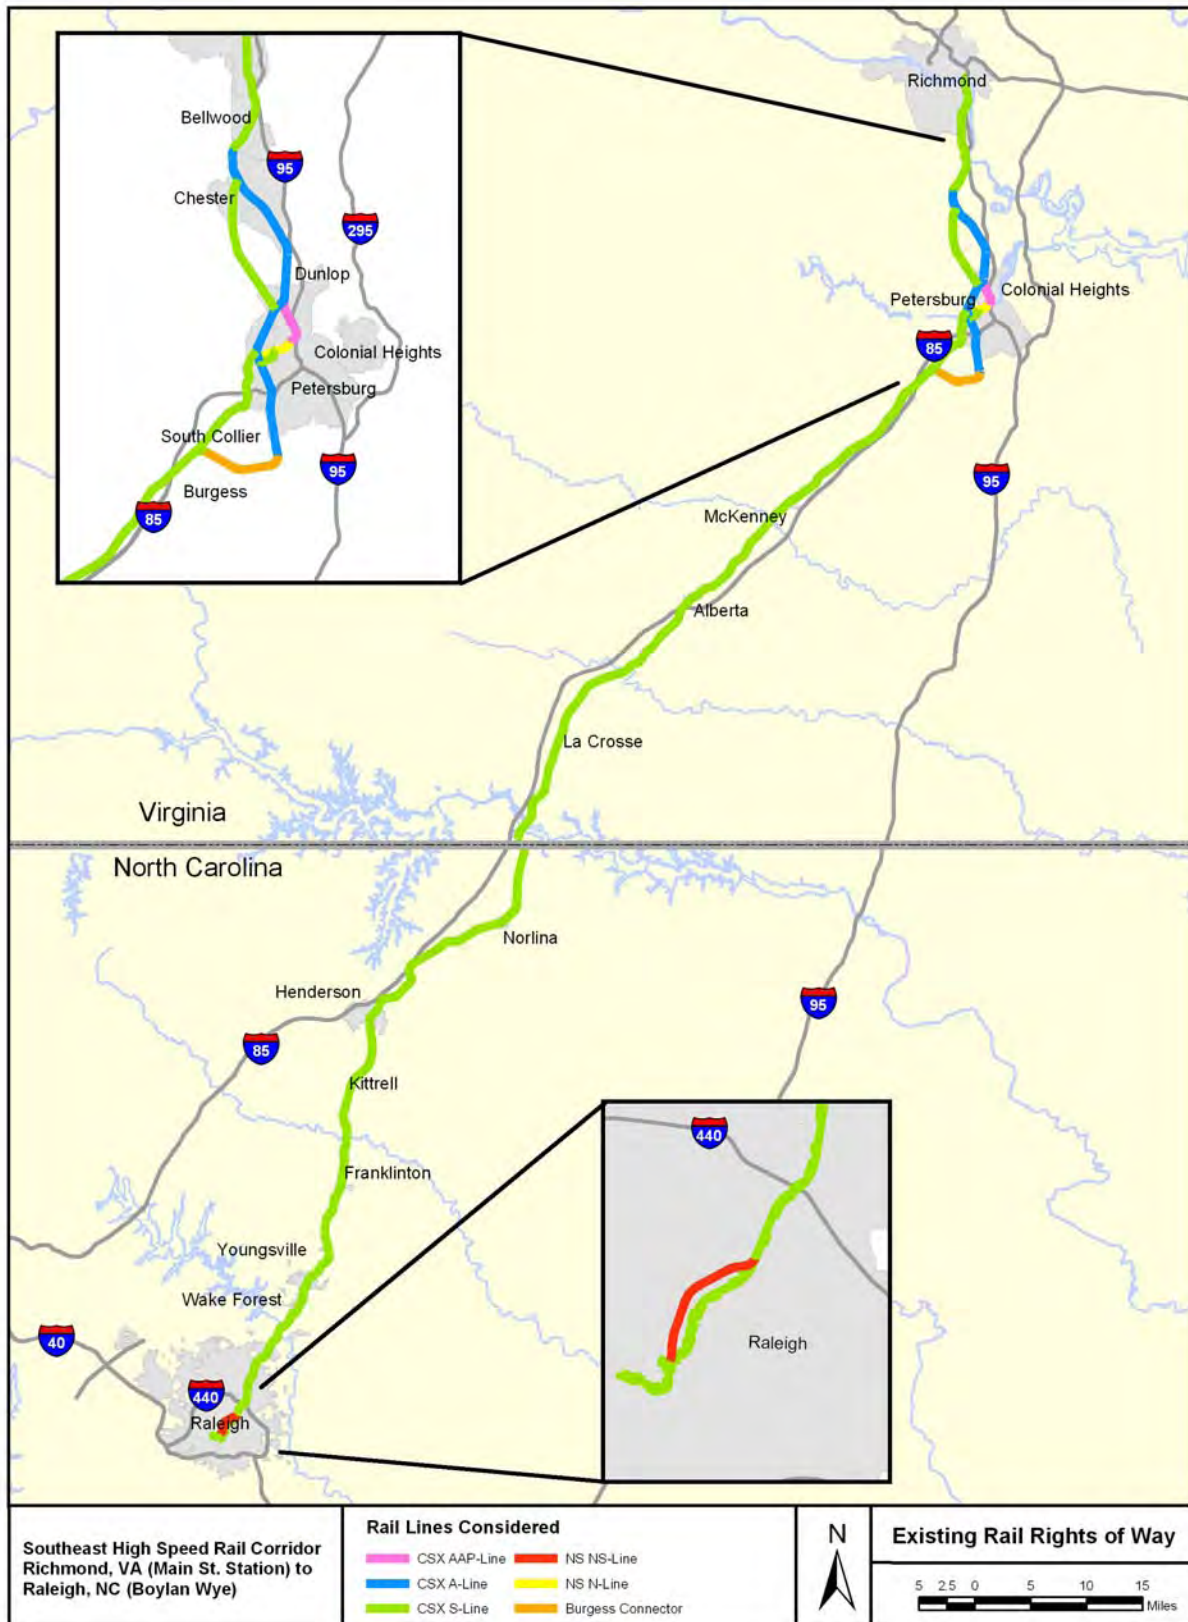 Richmond
Bellwood
95
Chester
295
Dunlop
Colonial Heights
Petersburg
Colonial Heights
85
Petersburg
South Collier
95
Burgess
85
95
McKenney
Alberta
La Crosse
Virginia
North Carolina
Norlina
Henderson
95
85
Kittrell
440
Franklinton
Youngsville
Wake Forest
40
Raleigh
440
Raleigh
Southeast High Speed Rail Corridor
Richmond, VA (Main St. Station) to
Raleigh, NC (Boylan Wye)
Rail Lines Considered
CSX AAP-Line
CSX A-Line
CSX S-Line
NS NS-Line
NS N-Line
Burgess Connector
N
Existing Rail Rights of Way
5 2.5 0 5 10 15
Miles